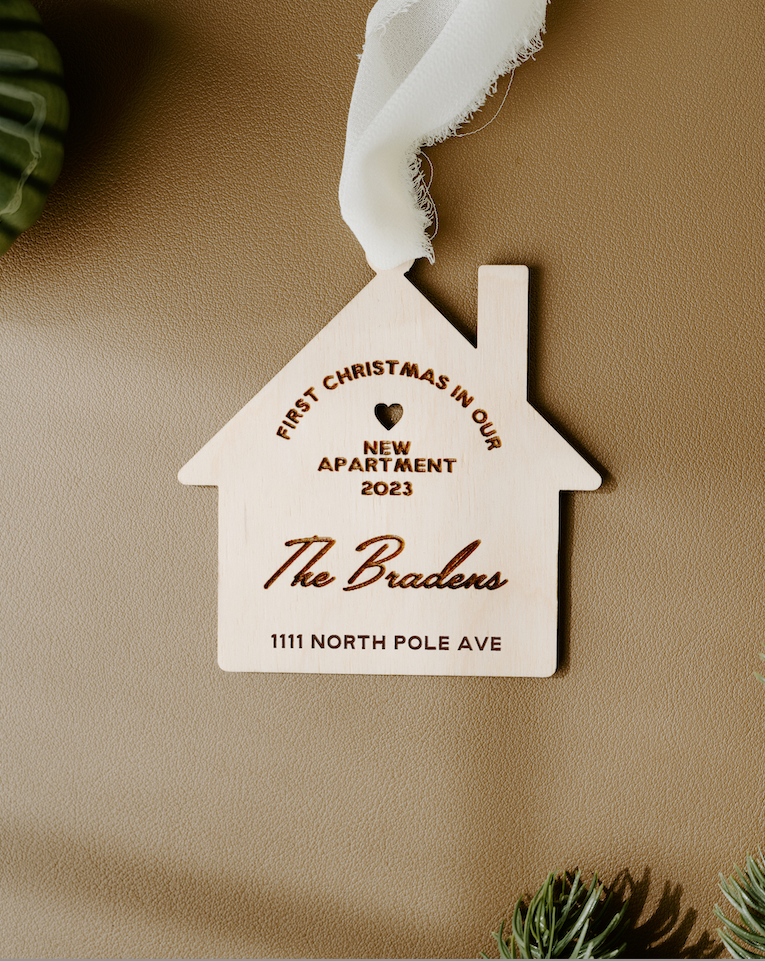 FIRST CHRISTMAS IN OUR
NEW
APARTMENT
2023
The Bradens
1111 NORTH POLE AVE